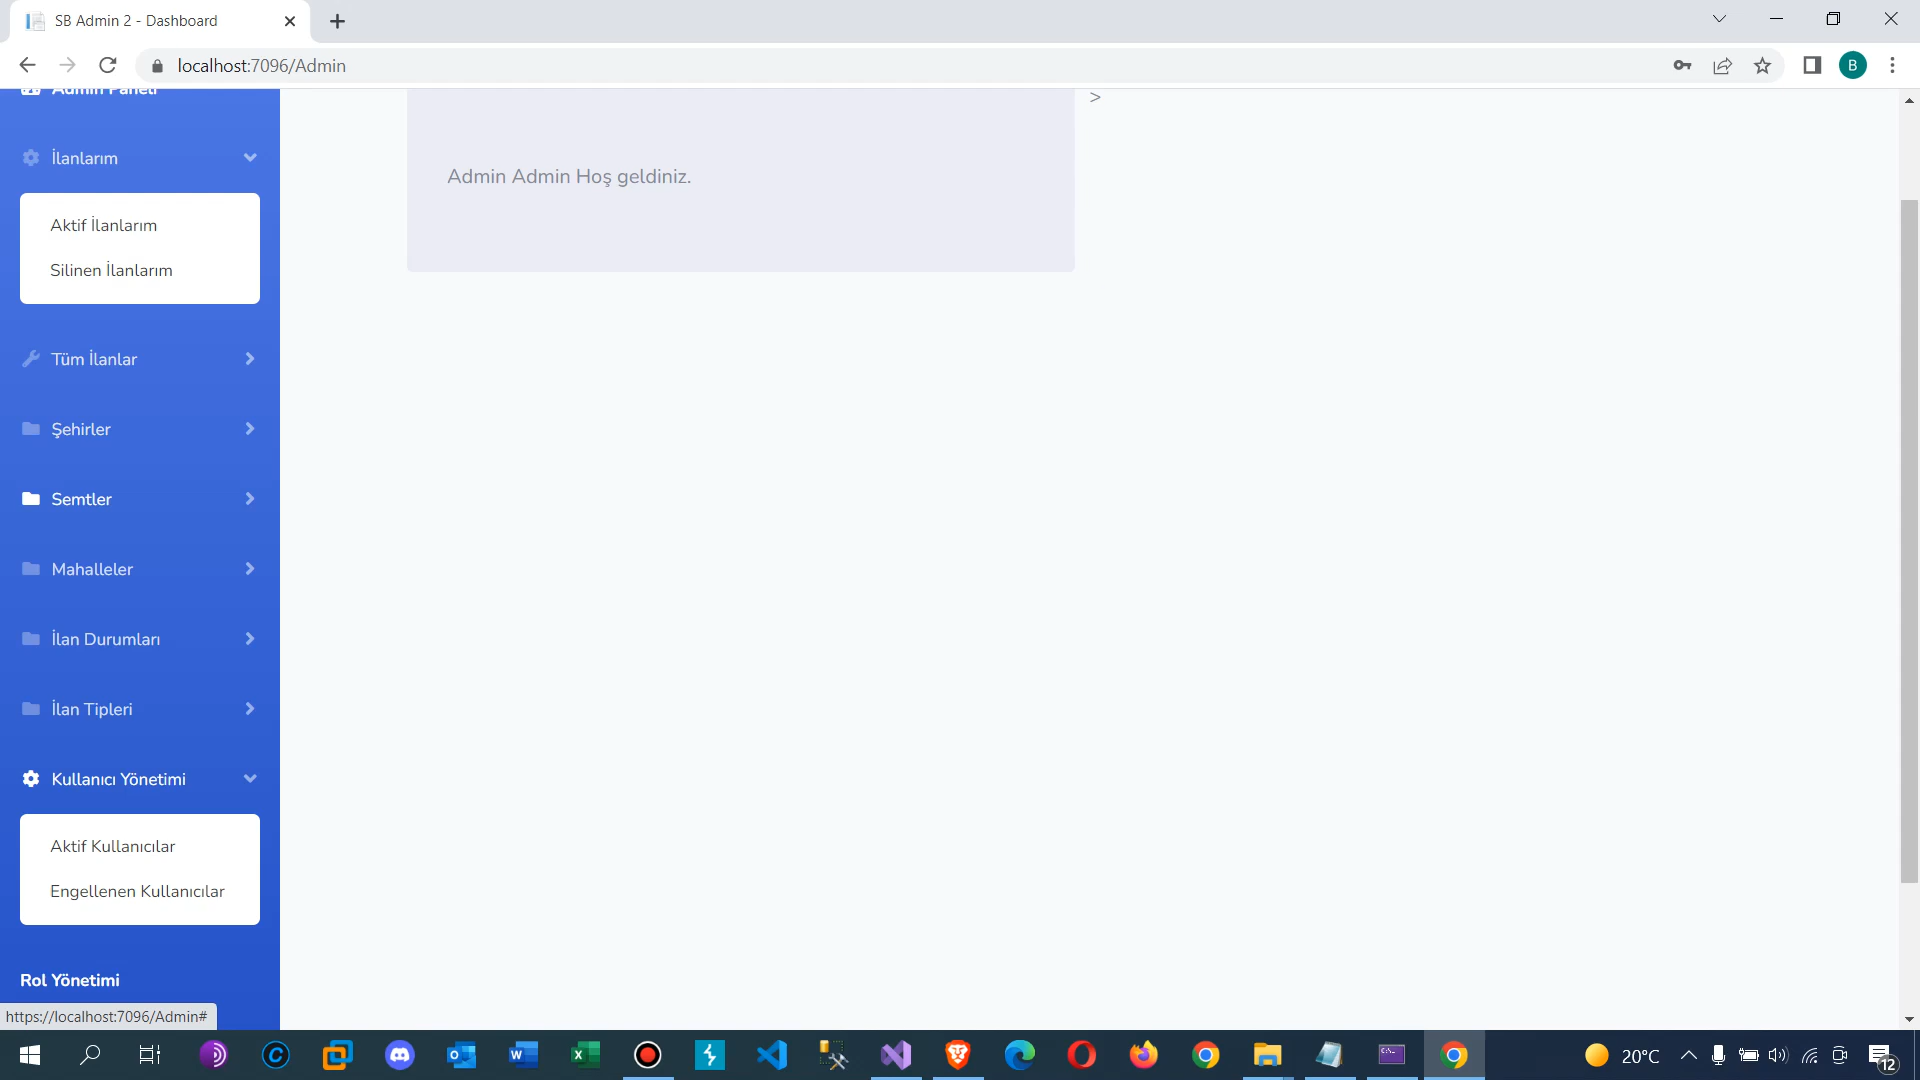 SB Admin 2 - Dashboard
localhost:7096/Admin
B
Admin Paneli
>
İlanlarım
Admin Admin Hoş geldiniz.
Aktif İlanlarım
Silinen İlanlarım
Tüm İlanlar
Şehirler
Semtler
Mahalleler
İlan Durumları
İlan Tipleri
Kullanıcı Yönetimi
Aktif Kullanıcılar
Engellenen Kullanıcılar
Rol Yönetimi
https://localhost:7096/Admin#
20°C
12